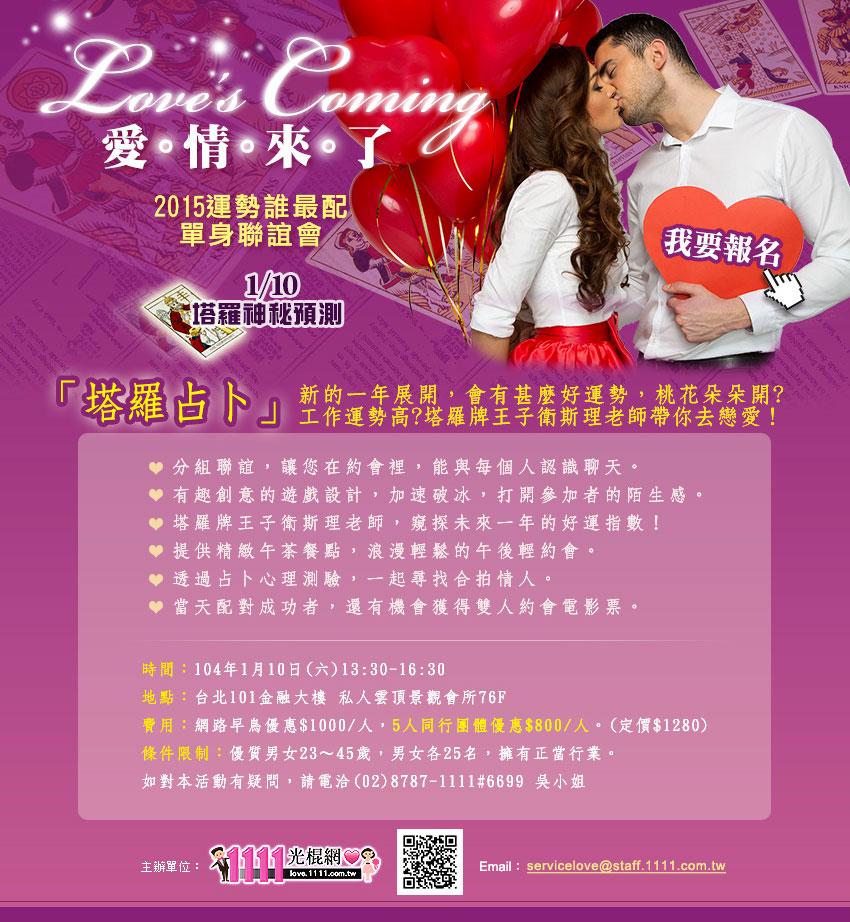 Love's Coming
愛。情。來。了
2015運勢誰最配
單身聯誼會
1/10
塔羅神秘預測
我要報名
「塔羅占卜」
新的一年展開，會有甚麼好運勢，桃花朵朵開?
工作運勢高?塔羅牌王子衛斯理老師帶你去戀愛！
分組聯誼，讓您在約會裡，能與每個人認識聊天。
有趣創意的遊戲設計，加速破冰，打開參加者的陌生感。
塔羅牌王子衛斯理老師，窺探未來一年的好運指數！
提供精緻午茶餐點，浪漫輕鬆的午後輕約會。
透過占卜心理測驗，一起尋找合拍情人。
當天配對成功者，還有機會獲得雙人約會電影票。
時間：104年1月10日(六)13:30-16:30
地點：台北101金融大樓 私人雲頂景觀會所76F
費用：網路早鳥優惠$1000/人，5人同行團體優惠$800/人。(定價$1280)
條件限制：優質男女23～45歲，男女各25名，擁有正當行業。
如對本活動有疑問，請電洽(02)8787-1111#6699 吳小姐
主辦單位：
1111光棍網
love.1111.com.tw
Email： servicelove@staff.1111.com.tw